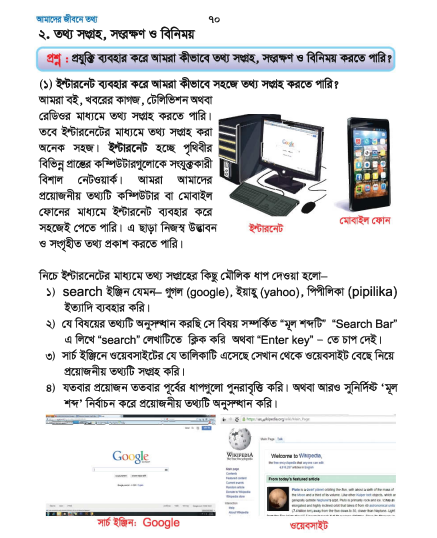 আমাদের জীবনে তথ্য
৭০
২. তথ্য সংগ্রহ, সংরক্ষণ ও বিনিময়
প্রশ্ন : প্রযুক্তি ব্যবহার করে আমরা কীভাবে তথ্য সংগ্রহ, সংরক্ষণ ও বিনিময় করতে পারি?
(১) ইন্টারনেট ব্যবহার করে আমরা কীভাবে সহজে তথ্য সংগ্রহ করতে পারি?
আমরা বই, খবরের কাগজ, টেলিভিশন অথবা
রেডিওর মাধ্যমে তথ্য সংগ্রহ করতে পারি।
তবে ইন্টারনেটের মাধ্যমে তথ্য সংগ্রহ করা
অনেক সহজ। ইন্টারনেট হচ্ছে পৃথিবীর
বিভিন্ন প্রান্তের কম্পিউটারগুলোকে সংযুক্তকারী
বিশাল নেটওয়ার্ক। আমরা আমাদের
প্রয়োজনীয় তথ্যটি কম্পিউটার বা মোবাইল
ফোনের মাধ্যমে ইন্টারনেট ব্যবহার করে
সহজেই পেতে পারি। এ ছাড়া নিজস্ব উদ্ভাবন
ও সংগৃহীত তথ্য প্রকাশ করতে পারি।
ইন্টারনেট
মোবাইল ফোন
নিচে ইন্টারনেটের মাধ্যমে তথ্য সংগ্রহের কিছু মৌলিক ধাপ দেওয়া হলো–
১) search ইঞ্জিন যেমন– গুগল (google), ইয়াহু (yahoo), পিপীলিকা (pipilika)
ইত্যাদি ব্যবহার করি।
২) যে বিষয়ের তথ্যটি অনুসন্ধান করছি সে বিষয় সম্পর্কিত “মূল শব্দটি” “Search Bar”
এ লিখে “search” লেখাটিতে ক্লিক করি অথবা “Enter key” – তে চাপ দেই।
৩) সার্চ ইঞ্জিনে ওয়েবসাইটের যে তালিকাটি এসেছে সেখান থেকে ওয়েবসাইট বেছে নিয়ে
প্রয়োজনীয় তথ্যটি সংগ্রহ করি।
৪) যতবার প্রয়োজন ততবার পূর্বের ধাপগুলো পুনরাবৃত্তি করি। অথবা আরও সুনির্দিষ্ট ‘মূল
শব্দ’ নির্বাচন করে প্রয়োজনীয় তথ্যটি অনুসন্ধান করি।
Google
WIKIPEDIA
Main Page Talk
Welcome to Wikipedia,
From today's featured article
সার্চ ইঞ্জিন: Google
ওয়েবসাইট